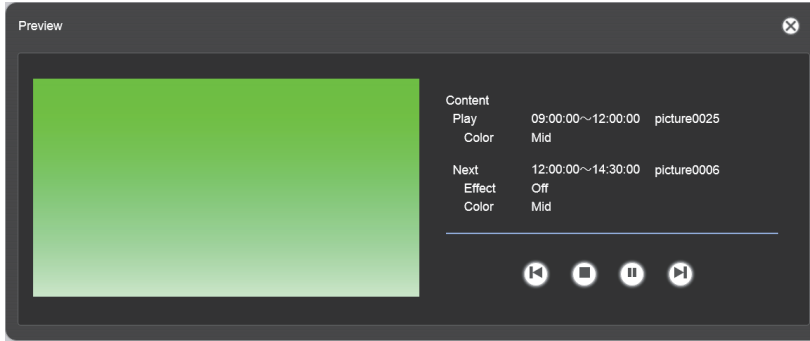 Preview
Content
Play 09:00:00～12:00:00 picture0025
Color Mid
Next 12:00:00～14:30:00 picture0006
Effect Off
Color Mid